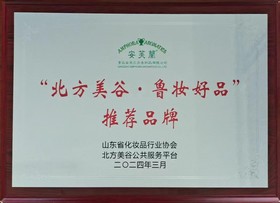 安芙兰
“北方美谷·鲁妆好品”
推荐品牌
山东省化妆品行业协会
北方美谷公共服务平台
二〇二四年三月